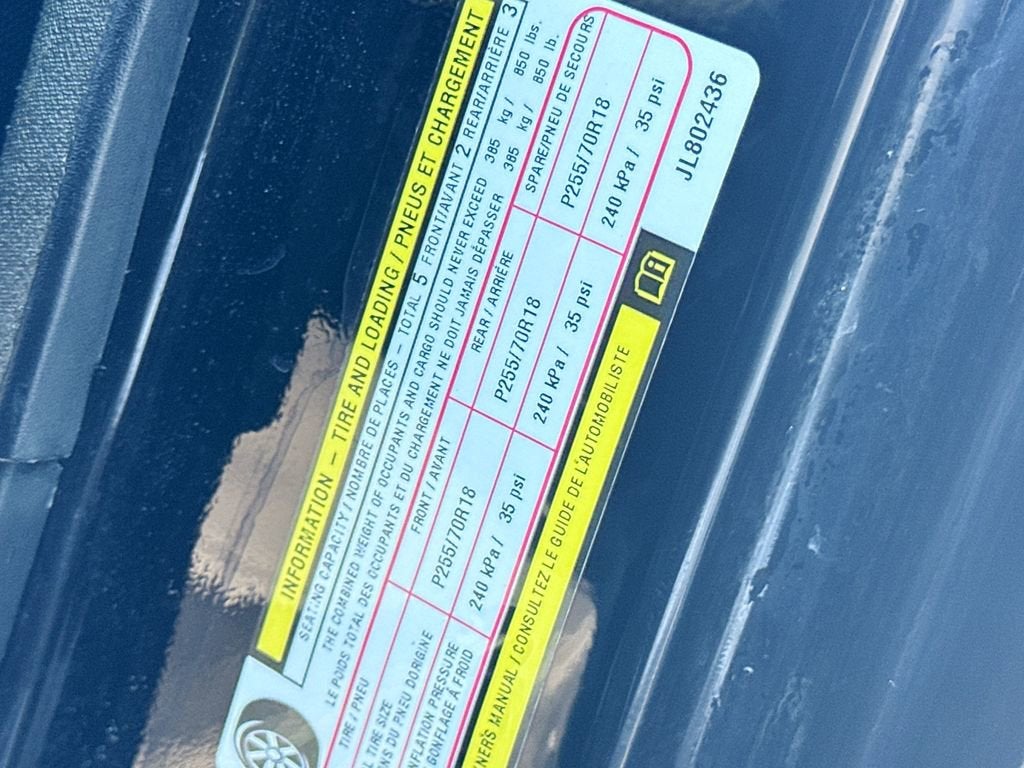 INFORMATION – TIRE AND LOADING / PNEUS ET CHARGEMENT
SEATING CAPACITY / NOMBRE DE PLACES – TOTAL 5 FRONT/AVANT 2 REAR/ARRIÈRE 3
THE COMBINED WEIGHT OF OCCUPANTS AND CARGO SHOULD NEVER EXCEED 385 kg / 850 lbs.
LE POIDS TOTAL DES OCCUPANTS ET DU CHARGEMENT NE DOIT JAMAIS DÉPASSER 385 kg / 850 lb.
TIRE / PNEU FRONT / AVANT REAR / ARRIÈRE SPARE/PNEU DE SECOURS
TIRE SIZE P255/70R18 P255/70R18 P255/70R18
DU PNEU DORIGINE
PRESSURE 240 kPa / 35 psi 240 kPa / 35 psi 240 kPa / 35 psi
GONFLAGE À FROID
MANUAL / CONSULTEZ LE GUIDE DE L'AUTOMOBILISTE
JL802436